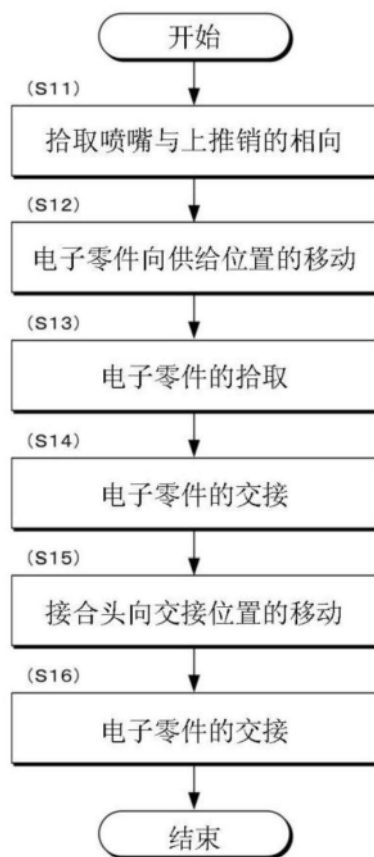 开始
(S11)
拾取喷嘴与上推销的相向
(S12)
电子零件向供给位置的移动
(S13)
电子零件的拾取
(S14)
电子零件的交接
(S15)
接合头向交接位置的移动
(S16)
电子零件的交接
结束